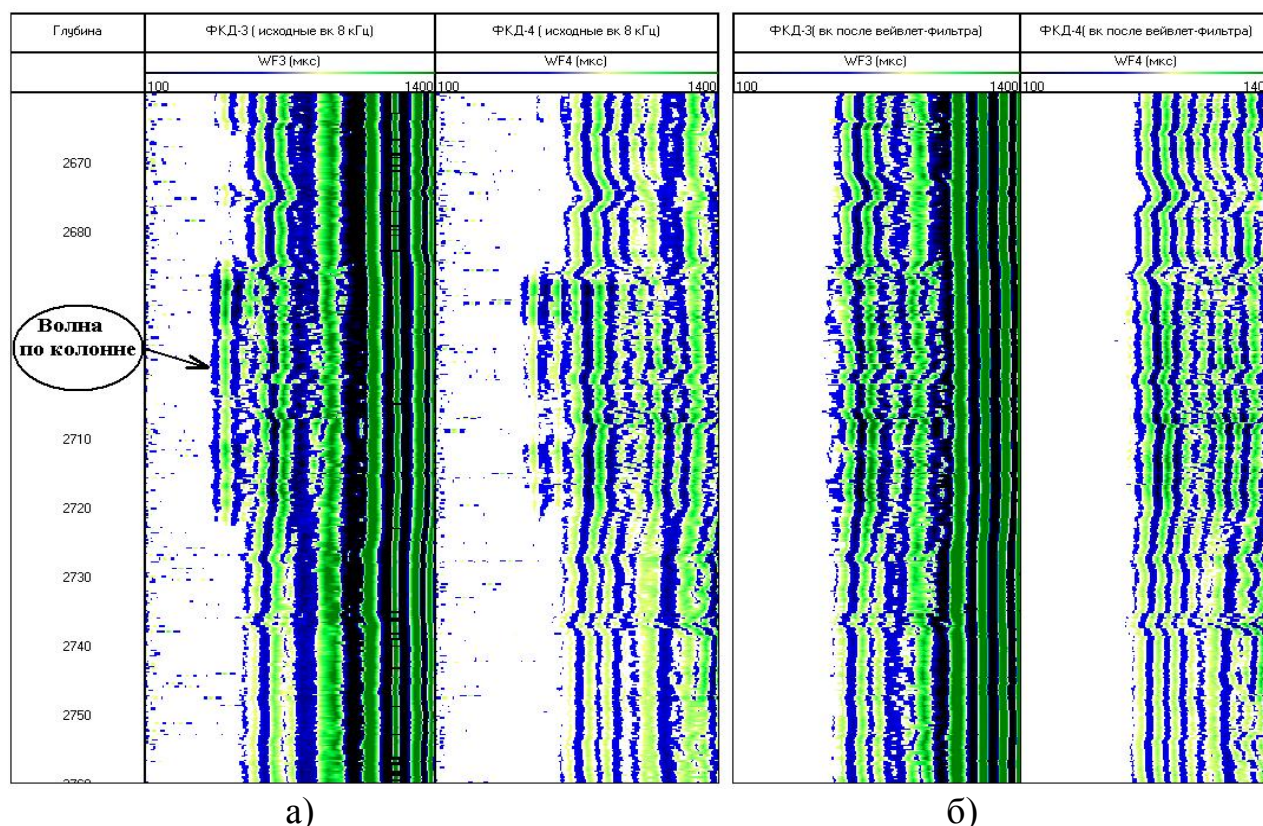 Глубина
ФКД-3 ( исходные вк 8 кГц)
ФКД-4 ( исходные вк 8 кГц)
ФКД-3( вк после вейвлет-фильтра)
ФКД-4( вк после вейвлет-фильтра)
WF3 (мкс)
WF4 (мкс)
WF3 (мкс)
WF4 (мкс)
100
1400
100
1400
100
1400
100
140
2670
2680
Волна
по колонне
2710
2720
2730
2740
2750
2760
а)
б)